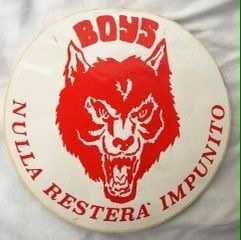 BOYS
NULLA RESTERA' IMPUNITO